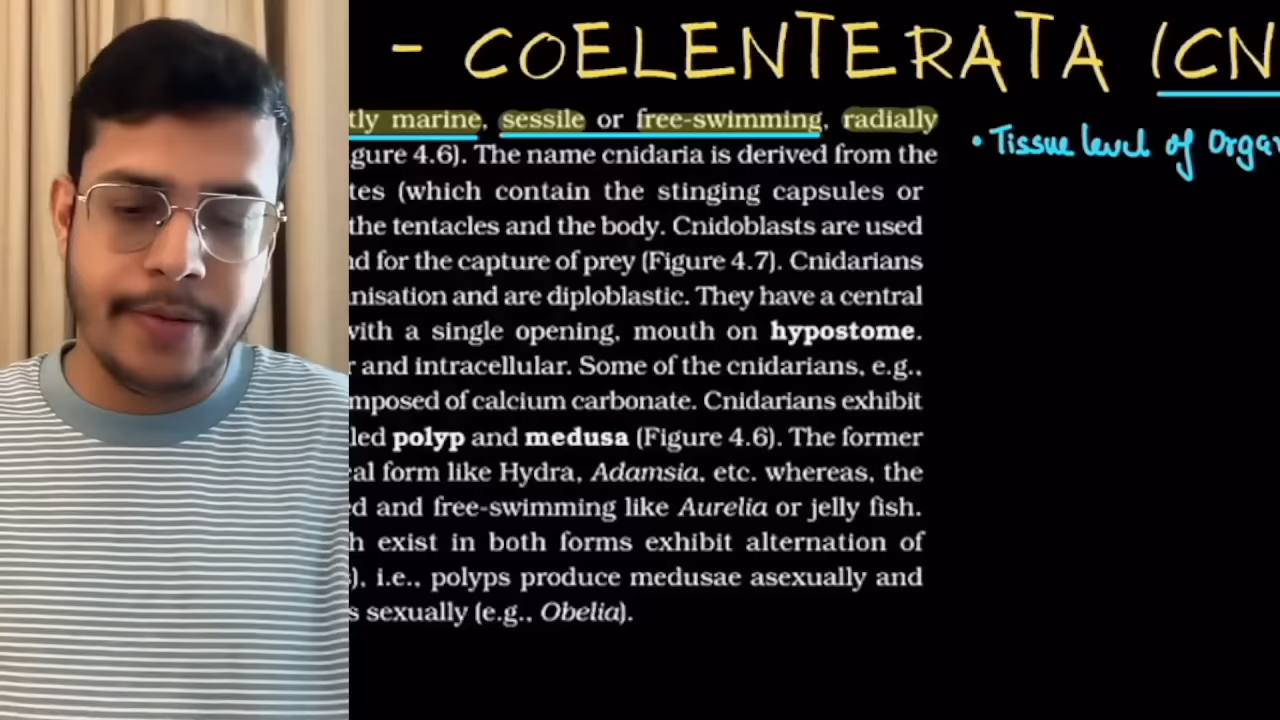 - COELENTERATA (CN
tly marine, sessile or free-swimming, radially
• Tissue level of Orga
gure 4.6). The name cnidaria is derived from the
tes (which contain the stinging capsules or
the tentacles and the body. Cnidoblasts are used
nd for the capture of prey (Figure 4.7). Cnidarians
nisation and are diploblastic. They have a central
with a single opening, mouth on hypostome.
r and intracellular. Some of the cnidarians, e.g.,
mposed of calcium carbonate. Cnidarians exhibit
led polyp and medusa (Figure 4.6). The former
cal form like Hydra, Adamsia, etc. whereas, the
d and free-swimming like Aurelia or jelly fish.
h exist in both forms exhibit alternation of
), i.e., polyps produce medusae asexually and
s sexually (e.g., Obelia).